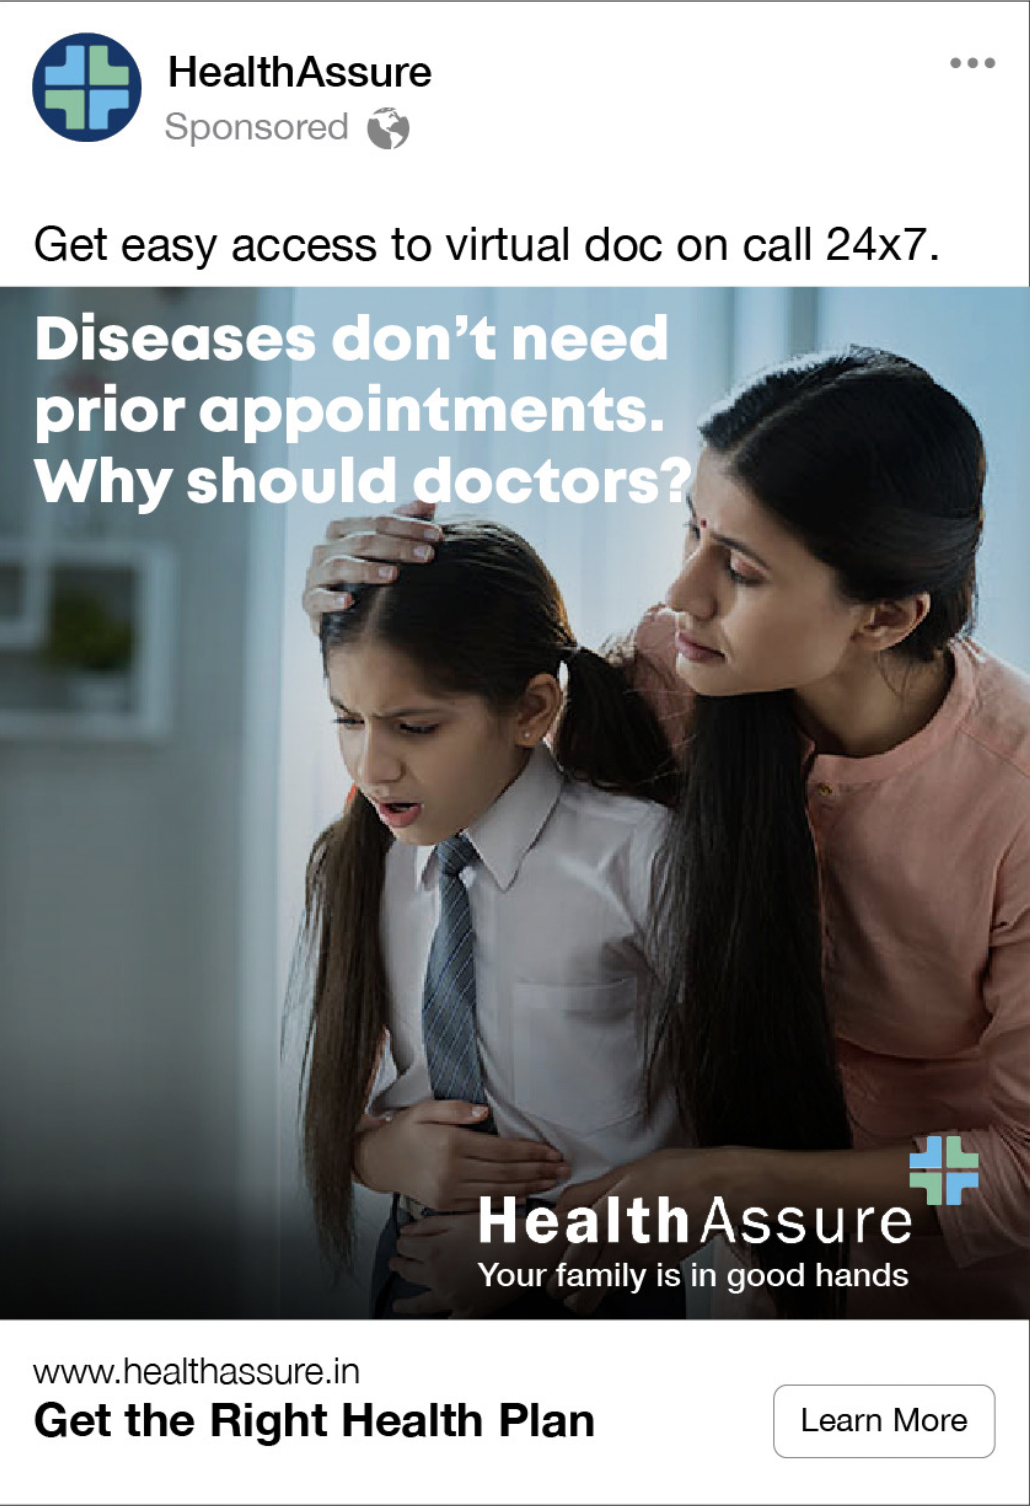 HealthAssure
Sponsored
Get easy access to virtual doc on call 24x7.
Diseases don't need
prior appointments.
Why should doctors?
HealthAssure
Your family is in good hands
www.healthassure.in
Get the Right Health Plan
Learn More